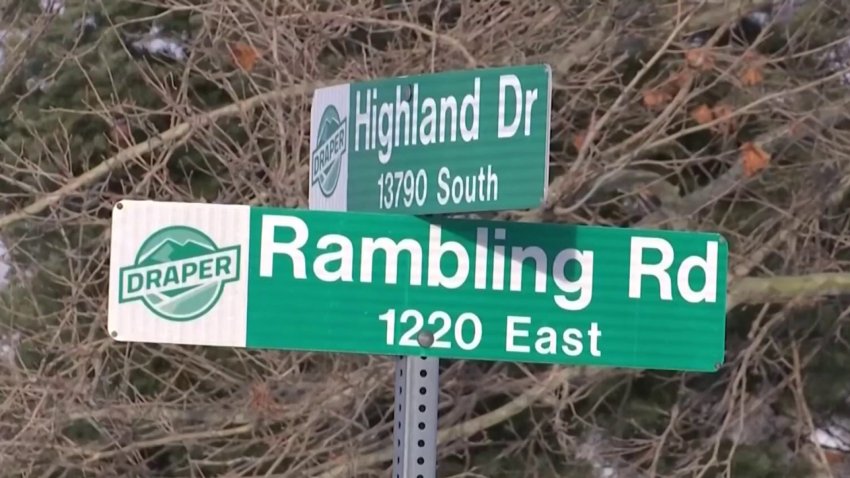 DRAPER
Highland Dr
13790 South
DRAPER
Rambling Rd
1220 East